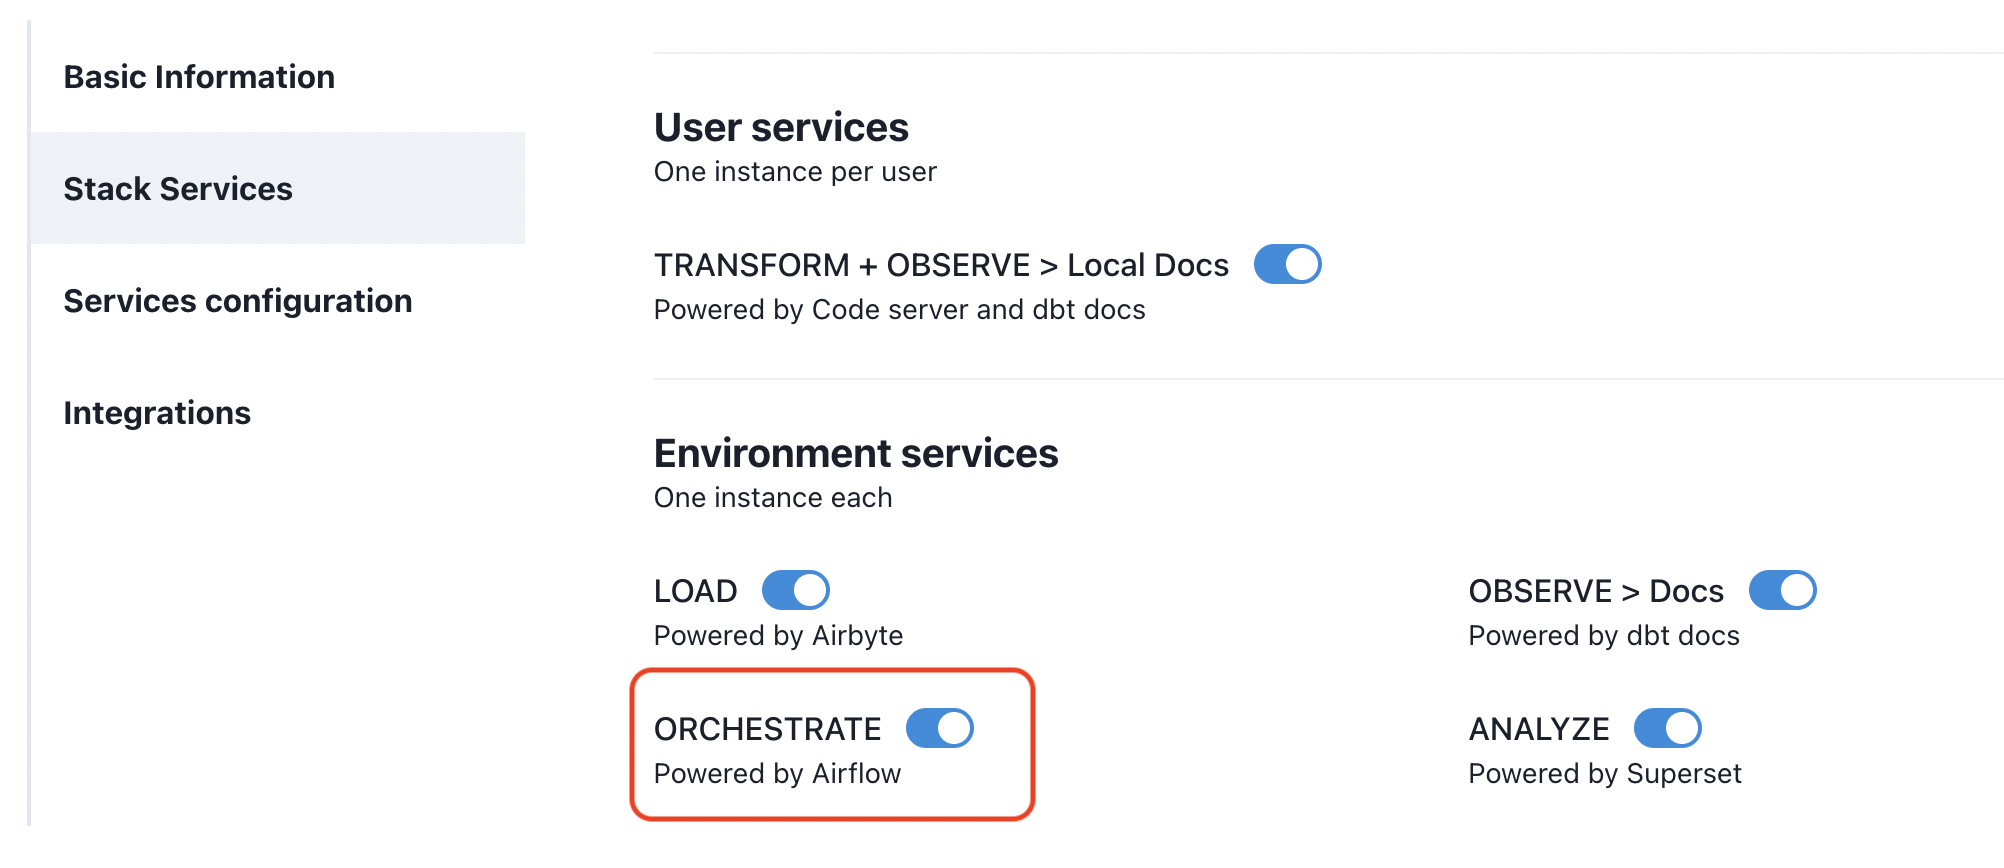 Basic Information
Stack Services
Services configuration
Integrations
User services
One instance per user
TRANSFORM + OBSERVE > Local Docs
Powered by Code server and dbt docs
Environment services
One instance each
LOAD
Powered by Airbyte
OBSERVE > Docs
Powered by dbt docs
ORCHESTRATE
Powered by Airflow
ANALYZE
Powered by Superset